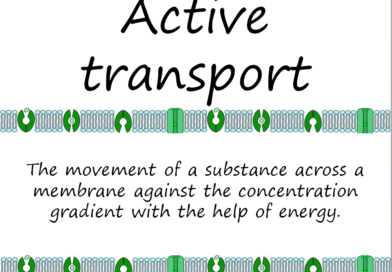 Active
transport
The movement of a substance across a
membrane against the concentration
gradient with the help of energy.